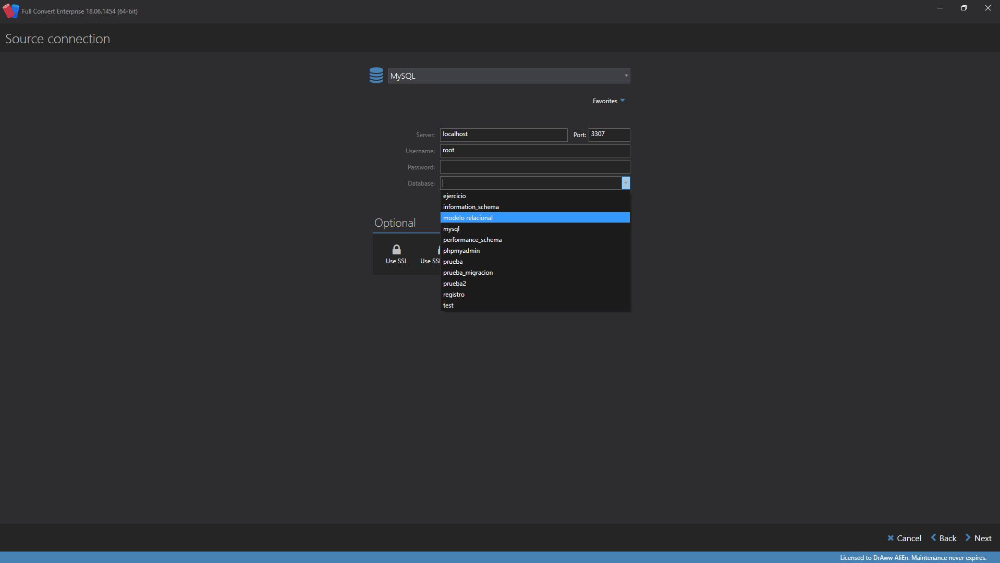 Full Convert Enterprise 18.06.1454 (64-bit)
Source connection
MySQL
Favorites
Server: localhost Port: 3307
Username: root
Password:
Database:
ejercicio
information_schema
modelo relacional
mysql
performance_schema
phpmyadmin
prueba
prueba_migracion
prueba2
registro
test
Optional
Use SSL Use SS
Cancel Back Next
Licensed to DrAww AliEn. Maintenance never expires.